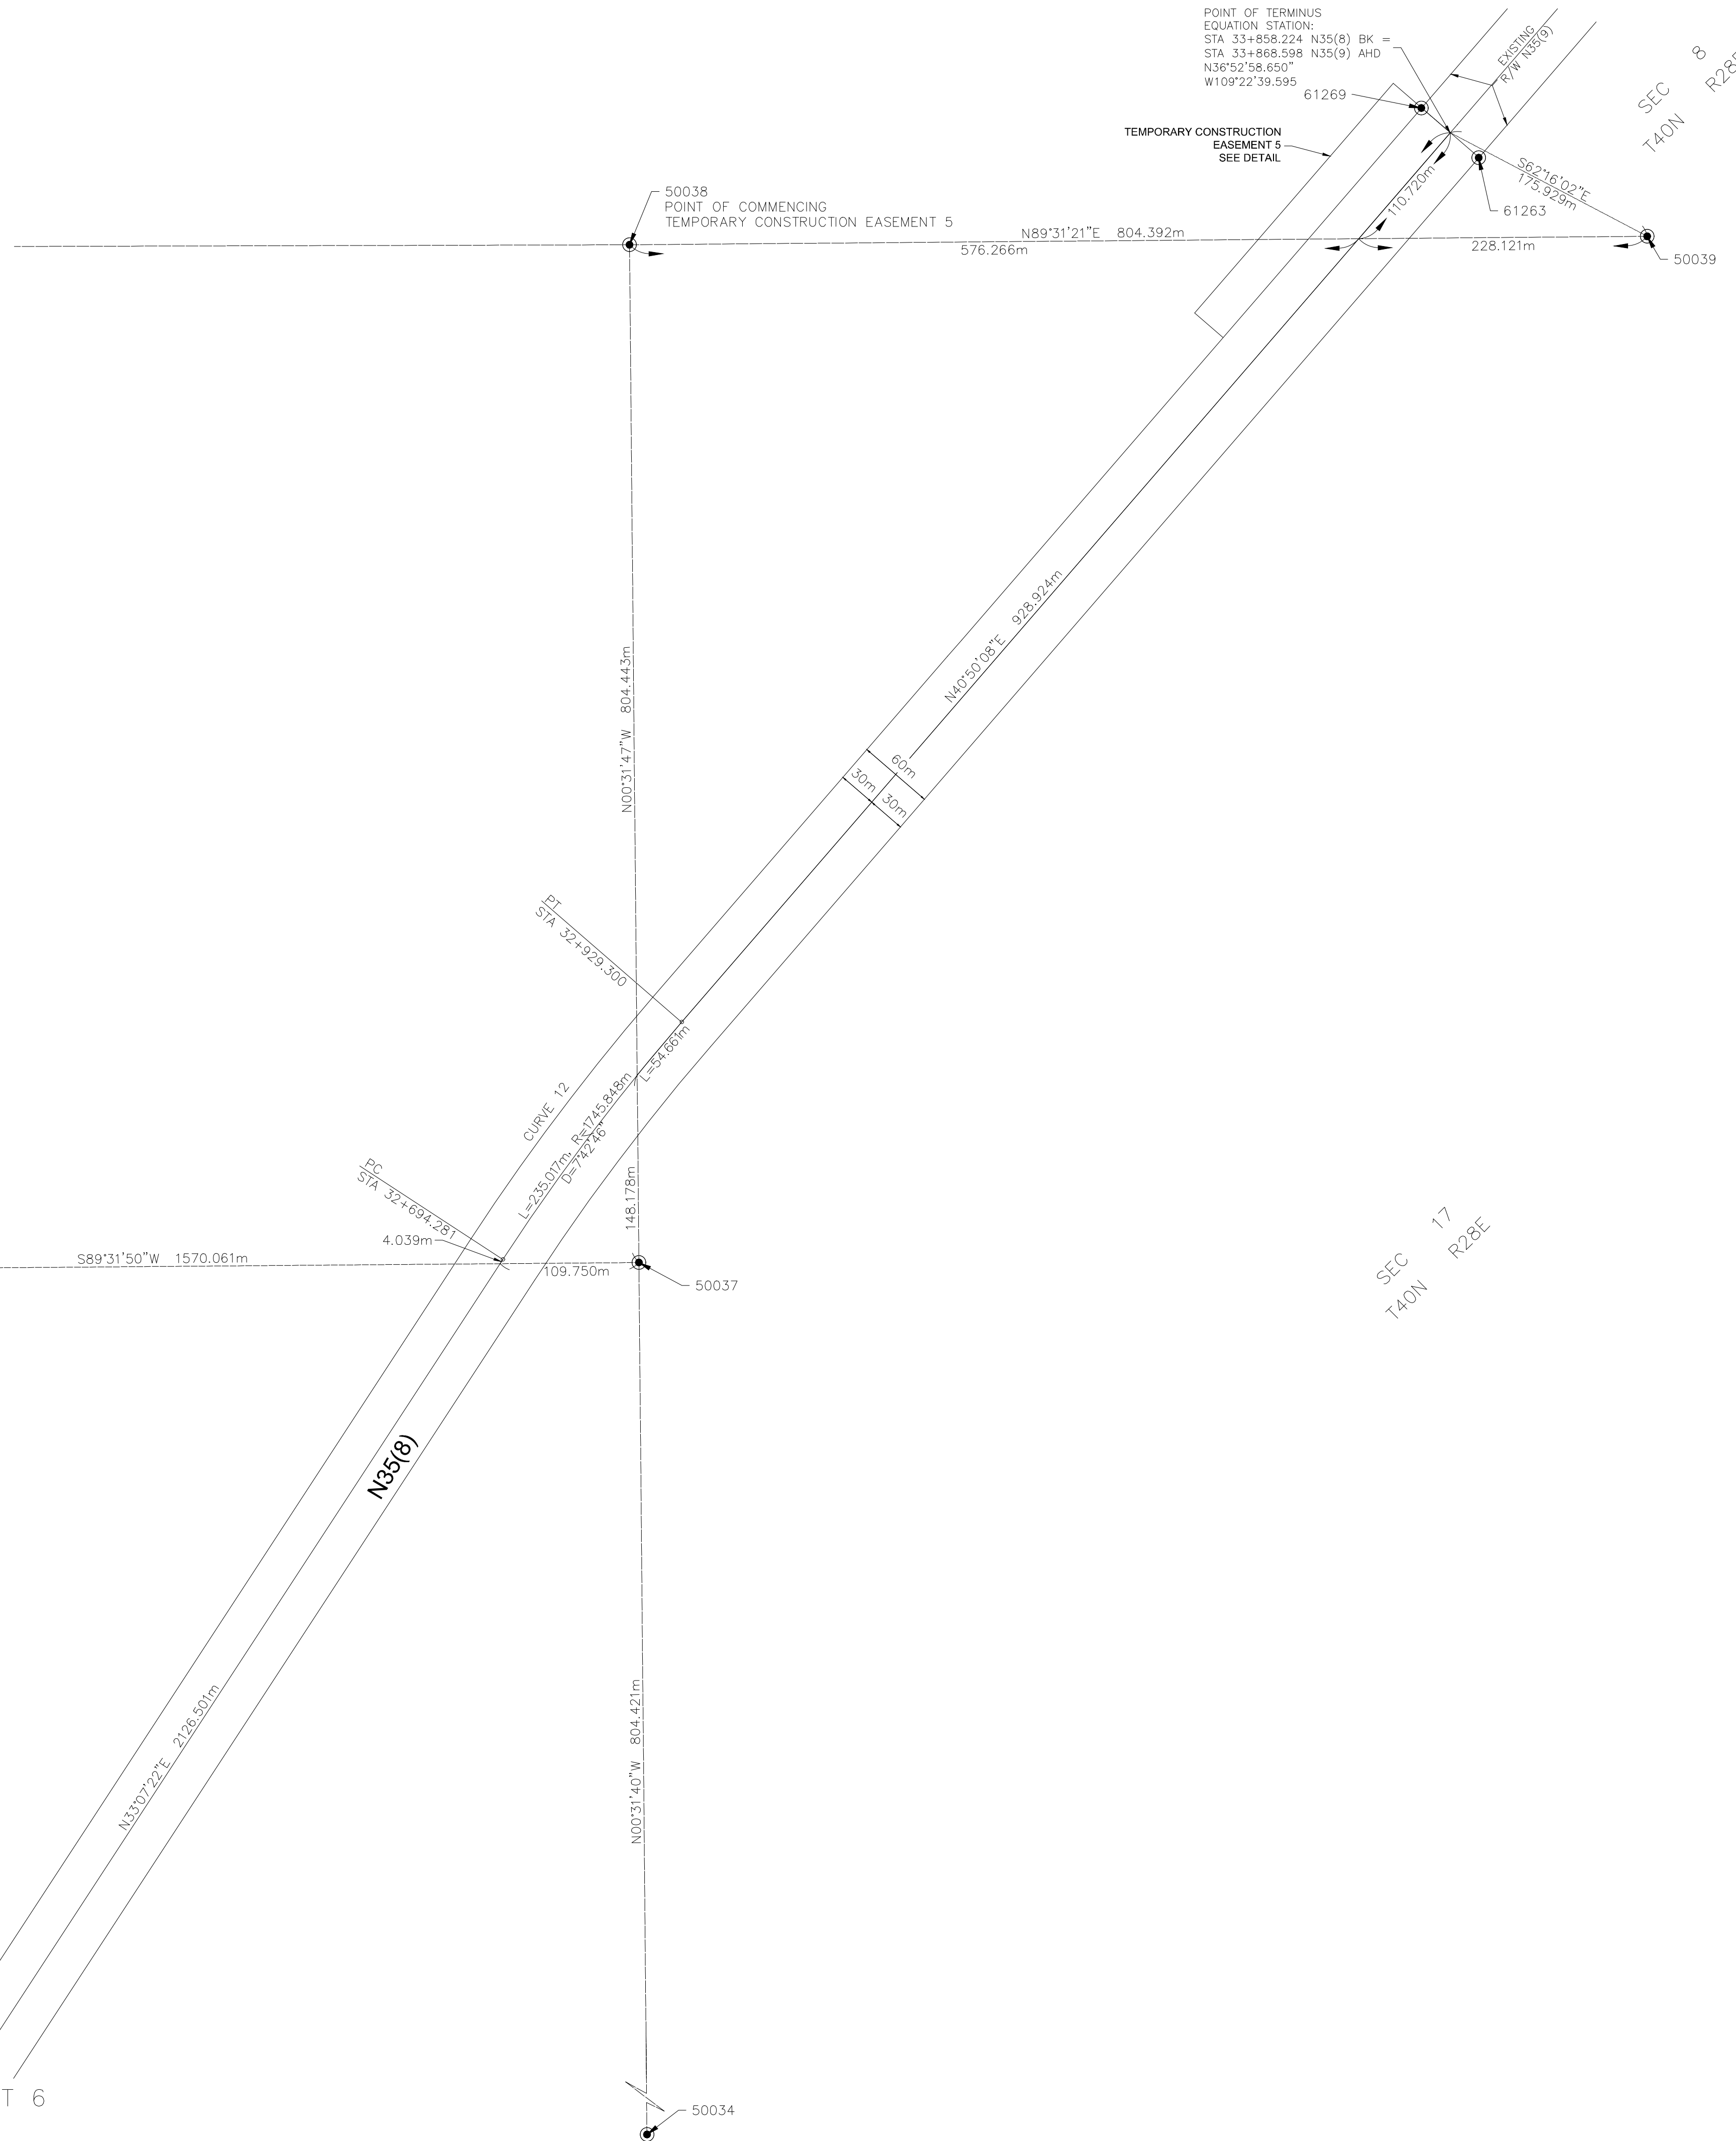 POINT OF TERMINUS
EQUATION STATION:
STA 33+858.224 N35(8) BK =
STA 33+868.598 N35(9) AHD
N36°52'58.650"
W109°22'39.595
61269
EXISTING
R/W N35(9)
SEC 8
T40N
TEMPORARY CONSTRUCTION
EASEMENT 5
SEE DETAIL
S62°16'02"E
175.929m
110.720m
61263
50038
POINT OF COMMENCING
TEMPORARY CONSTRUCTION EASEMENT 5
N89°31'21"E 804.392m
576.266m
228.121m
50039
N00°31'47"W 804.443m
N40°50'08"E 928.924m
60m
30m
30m
PT
STA 32+929.300
L=54.661m
CURVE 12
L=235.017m, R=1745.848m
D=7°42'46"
148.178m
PC
STA 32+694.281
4.039m
S89°31'50"W 1570.061m
109.750m
50037
SEC 17
T40N R28E
N35(8)
N33°07'22"E 2126.501m
N00°31'40"W 804.421m
T 6
50034